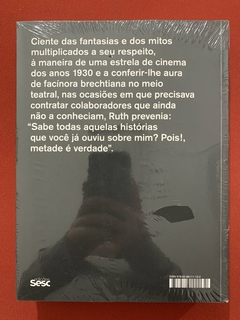 Ciente das fantasias e dos mitos
multiplicados a seu respeito,
à maneira de uma estrela de cinema
dos anos 1930 e a conferir-lhe aura
de facínora brechtiana no meio
teatral, nas ocasiões em que precisava
contratar colaboradores que ainda
não a conheciam, Ruth prevenia:
“Sabe todas aquelas histórias
que você já ouviu sobre mim? Pois!,
metade é verdade”.
Sesc